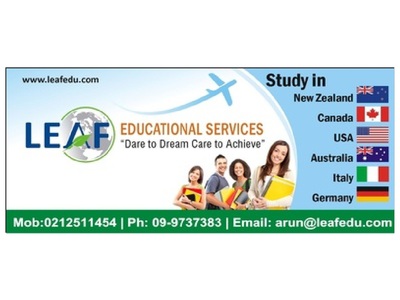 www.leafedu.com
LEAF
EDUCATIONAL SERVICES
"Dare to Dream Care to Achieve"
Study in
New Zealand
Canada
USA
Australia
Italy
Germany
Mob:0212511454 | Ph: 09-9737383 | Email: arun@leafedu.com